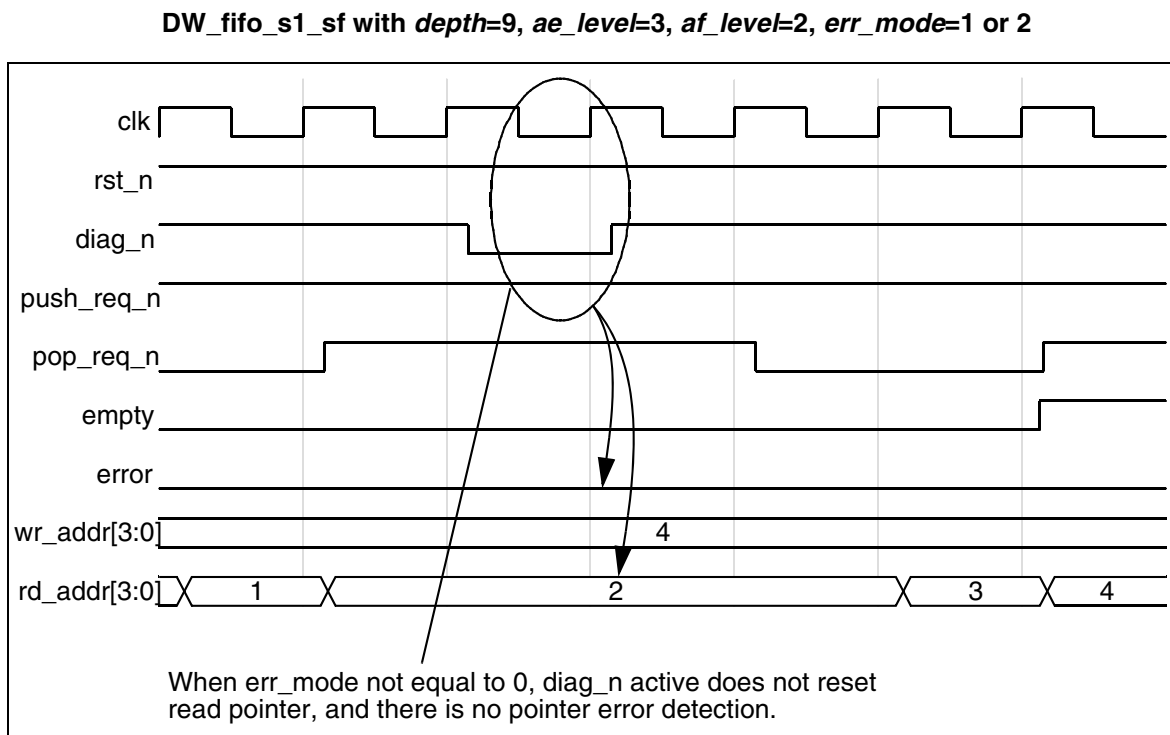 DW_fifo_s1_sf with depth=9, ae_level=3, af_level=2, err_mode=1 or 2
clk
rst_n
diag_n
push_req_n
pop_req_n
empty
error
wr_addr[3:0] 4
rd_addr[3:0] 1 2 3 4
When err_mode not equal to 0, diag_n active does not reset
read pointer, and there is no pointer error detection.